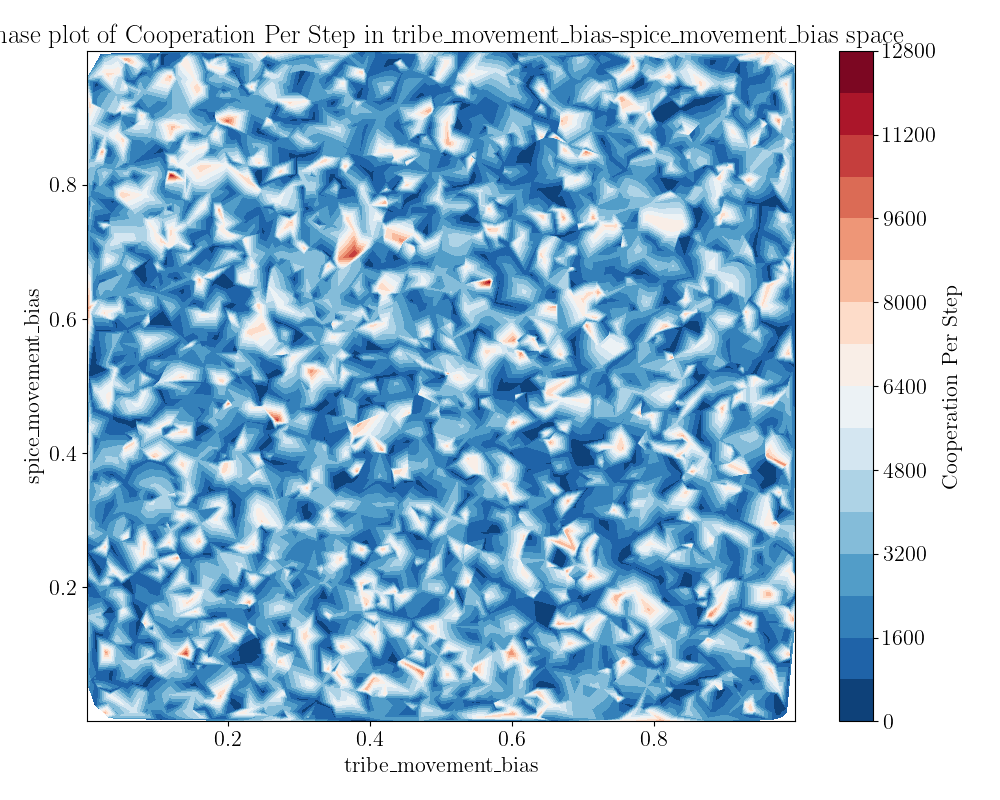 hase plot of Cooperation Per Step in tribe_movement_bias-spice_movement_bias space
12800
11200
9600
8000
6400
4800
3200
1600
0
Cooperation Per Step
0.8
0.6
0.4
0.2
spice_movement_bias
0.2 0.4 0.6 0.8
tribe_movement_bias